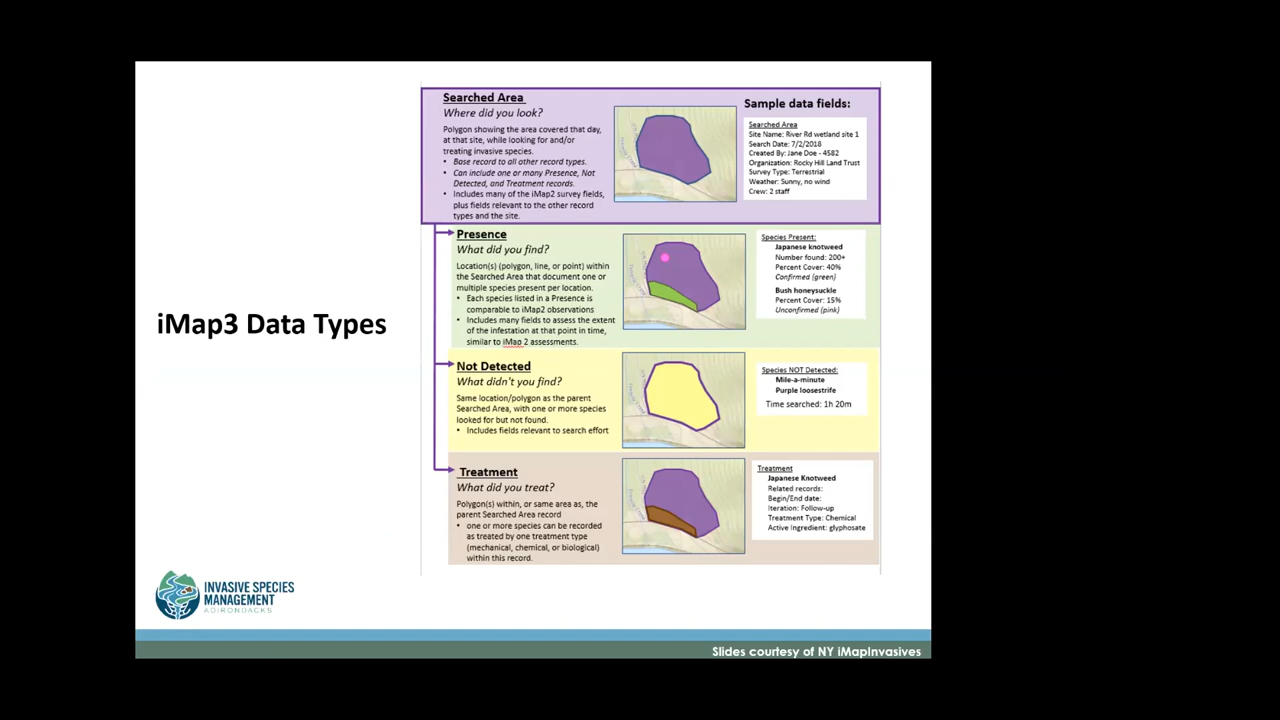 iMap3 Data Types
Searched Area
Where did you look?
Polygon showing the area covered that day,
at that site, while looking for and/or
treating invasive species.
• Base record to all other record types.
• Can include one or many Presence, Not
Detected, and Treatment records.
• Includes many of the iMap2 survey fields,
plus fields relevant to the other record
types and the site.
Sample data fields:
Searched Area
Site Name: River Rd wetland site 1
Search Date: 7/2/2018
Created By: Jane Doe - 4582
Organization: Rocky Hill Land Trust
Survey Type: Terrestrial
Weather: Sunny, no wind
Crew: 2 staff
Presence
What did you find?
Location(s) (polygon, line, or point) within
the Searched Area that document one or
multiple species present per location.
• Each species listed in a Presence is
comparable to iMap2 observations
• Includes many fields to assess the extent
of the infestation at that point in time,
similar to iMap 2 assessments.
Species Present:
Japanese knotweed
Number found: 200+
Percent Cover: 40%
Confirmed (green)
Bush honeysuckle
Percent Cover: 15%
Unconfirmed (pink)
Not Detected
What didn't you find?
Same location/polygon as the parent
Searched Area, with one or more species
looked for but not found.
• Includes fields relevant to search effort
Species NOT Detected:
Mile-a-minute
Purple loosestrife
Time searched: 1h 20m
Treatment
What did you treat?
Polygon(s) within, or same area as, the
parent Searched Area record
• one or more species can be recorded
as treated by one treatment type
(mechanical, chemical, or biological)
within this record.
Treatment
Japanese Knotweed
Related records:
Begin/End date:
Iteration: Follow-up
Treatment Type: Chemical
Active Ingredient: glyphosate
INVASIVE SPECIES
MANAGEMENT
ADIRONDACKS
Slides courtesy of NY iMapInvasives